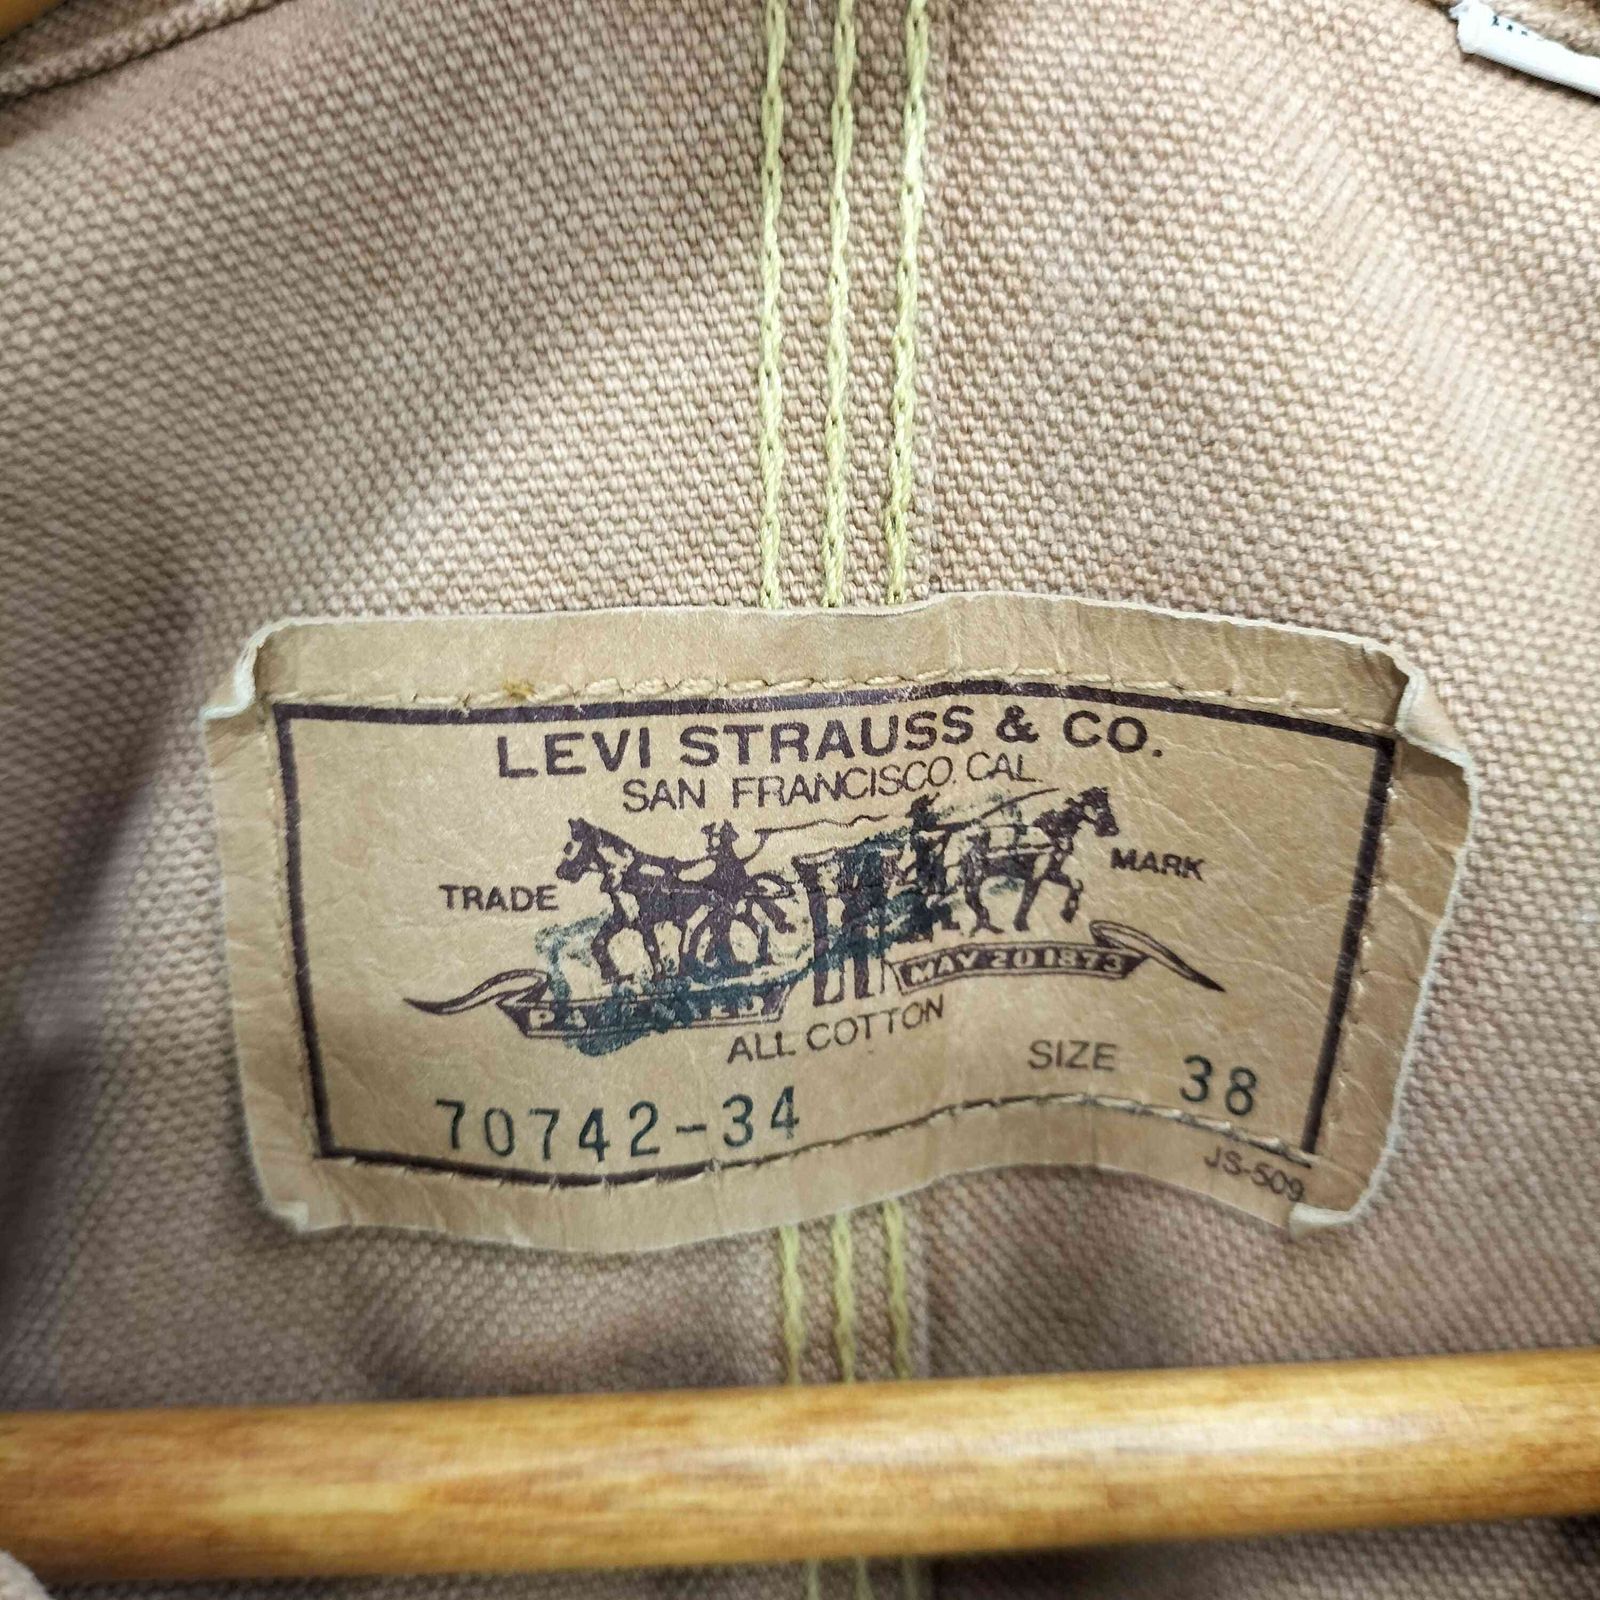 LEVI STRAUSS & CO.
SAN FRANCISCO. CAL
TRADE MARK
PATENTED MAY 20 1873
ALL COTTON
SIZE 38
70742-34
JS-509